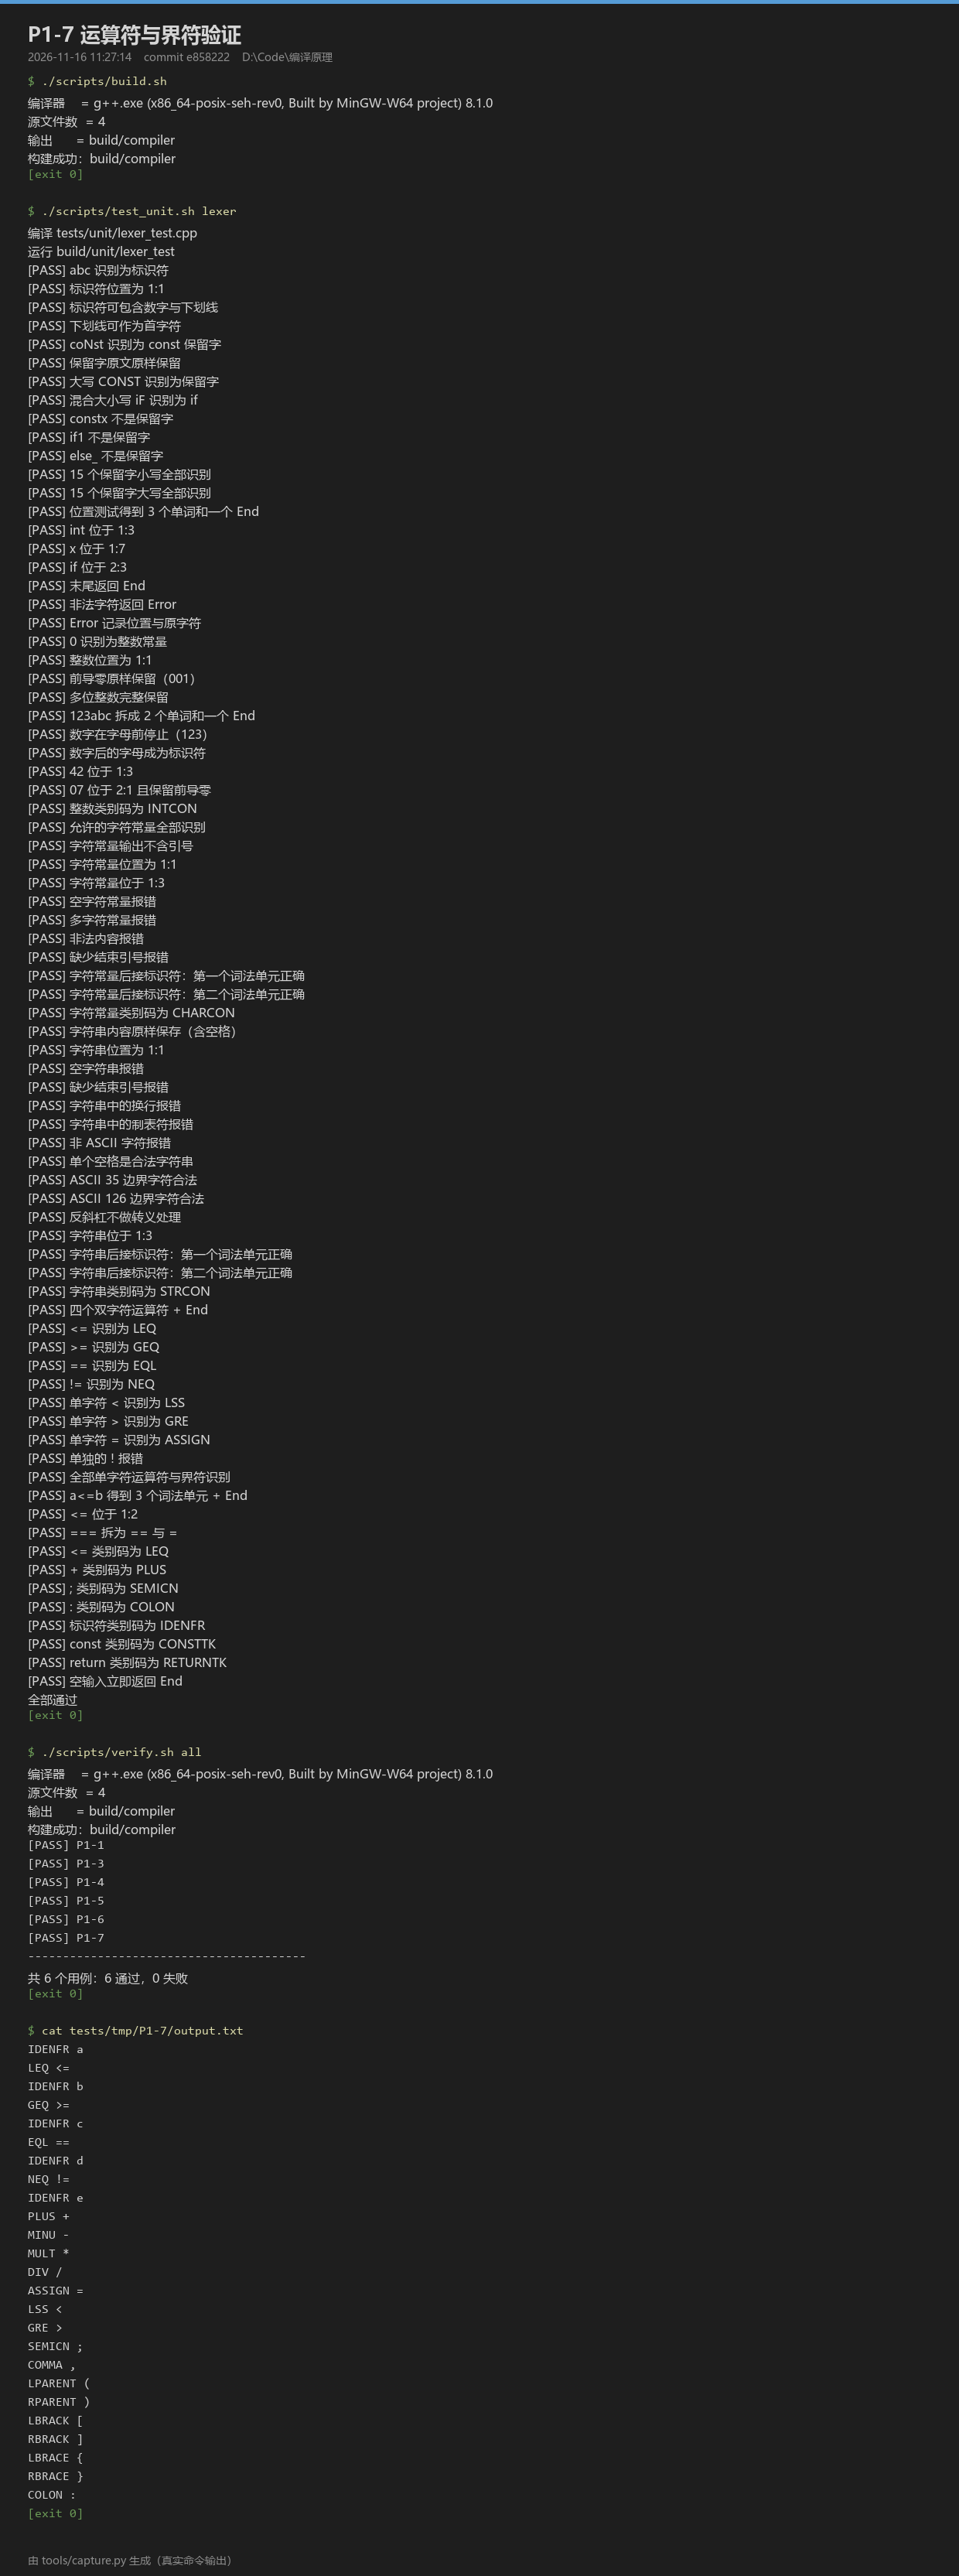 P1-7 运算符与界符验证
2026-11-16 11:27:14 commit e858222 D:\Code\编译原理
$ ./scripts/build.sh
编译器 = g++.exe (x86_64-posix-seh-rev0, Built by MinGW-W64 project) 8.1.0
源文件数 = 4
输出 = build/compiler
构建成功：build/compiler
[exit 0]
$ ./scripts/test_unit.sh lexer
编译 tests/unit/lexer_test.cpp
运行 build/unit/lexer_test
[PASS] abc 识别为标识符
[PASS] 标识符位置为 1:1
[PASS] 标识符可包含数字与下划线
[PASS] 下划线可作为首字符
[PASS] coNst 识别为 const 保留字
[PASS] 保留字原文原样保留
[PASS] 大写 CONST 识别为保留字
[PASS] 混合大小写 iF 识别为 if
[PASS] constx 不是保留字
[PASS] if1 不是保留字
[PASS] else_ 不是保留字
[PASS] 15 个保留字小写全部识别
[PASS] 15 个保留字大写全部识别
[PASS] 位置测试得到 3 个单词和一个 End
[PASS] int 位于 1:3
[PASS] x 位于 1:7
[PASS] if 位于 2:3
[PASS] 末尾返回 End
[PASS] 非法字符返回 Error
[PASS] Error 记录位置与原字符
[PASS] 0 识别为整数常量
[PASS] 整数位置为 1:1
[PASS] 前导零原样保留（001）
[PASS] 多位整数完整保留
[PASS] 123abc 拆成 2 个单词和一个 End
[PASS] 数字在字母前停止（123）
[PASS] 数字后的字母成为标识符
[PASS] 42 位于 1:3
[PASS] 07 位于 2:1 且保留前导零
[PASS] 整数类别码为 INTCON
[PASS] 允许的字符常量全部识别
[PASS] 字符常量输出不含引号
[PASS] 字符常量位置为 1:1
[PASS] 字符常量位于 1:3
[PASS] 空字符常量报错
[PASS] 多字符常量报错
[PASS] 非法内容报错
[PASS] 缺少结束引号报错
[PASS] 字符常量后接标识符：第一个词法单元正确
[PASS] 字符常量后接标识符：第二个词法单元正确
[PASS] 字符常量类别码为 CHARCON
[PASS] 字符串内容原样保存（含空格）
[PASS] 字符串位置为 1:1
[PASS] 空字符串报错
[PASS] 缺少结束引号报错
[PASS] 字符串中的换行报错
[PASS] 字符串中的制表符报错
[PASS] 非 ASCII 字符报错
[PASS] 单个空格是合法字符串
[PASS] ASCII 35 边界字符合法
[PASS] ASCII 126 边界字符合法
[PASS] 反斜杠不做转义处理
[PASS] 字符串位于 1:3
[PASS] 字符串后接标识符：第一个词法单元正确
[PASS] 字符串后接标识符：第二个词法单元正确
[PASS] 字符串类别码为 STRCON
[PASS] 四个双字符运算符 + End
[PASS] <= 识别为 LEQ
[PASS] >= 识别为 GEQ
[PASS] == 识别为 EQL
[PASS] != 识别为 NEQ
[PASS] 单字符 < 识别为 LSS
[PASS] 单字符 > 识别为 GRE
[PASS] 单字符 = 识别为 ASSIGN
[PASS] 单独的 ! 报错
[PASS] 全部单字符运算符与界符识别
[PASS] a<=b 得到 3 个词法单元 + End
[PASS] <= 位于 1:2
[PASS] === 拆为 == 与 =
[PASS] <= 类别码为 LEQ
[PASS] + 类别码为 PLUS
[PASS] ; 类别码为 SEMICN
[PASS] : 类别码为 COLON
[PASS] 标识符类别码为 IDENFR
[PASS] const 类别码为 CONSTTK
[PASS] return 类别码为 RETURNTK
[PASS] 空输入立即返回 End
全部通过
[exit 0]
$ ./scripts/verify.sh all
编译器 = g++.exe (x86_64-posix-seh-rev0, Built by MinGW-W64 project) 8.1.0
源文件数 = 4
输出 = build/compiler
构建成功：build/compiler
[PASS] P1-1
[PASS] P1-3
[PASS] P1-4
[PASS] P1-5
[PASS] P1-6
[PASS] P1-7
----------------------------------------
共 6 个用例：6 通过，0 失败
[exit 0]
$ cat tests/tmp/P1-7/output.txt
IDENFR a
LEQ <=
IDENFR b
GEQ >=
IDENFR c
EQL ==
IDENFR d
NEQ !=
IDENFR e
PLUS +
MINU -
MULT *
DIV /
ASSIGN =
LSS <
GRE >
SEMICN ;
COMMA ,
LPARENT (
RPARENT )
LBRACK [
RBRACK ]
LBRACE {
RBRACE }
COLON :
[exit 0]
由 tools/capture.py 生成（真实命令输出）